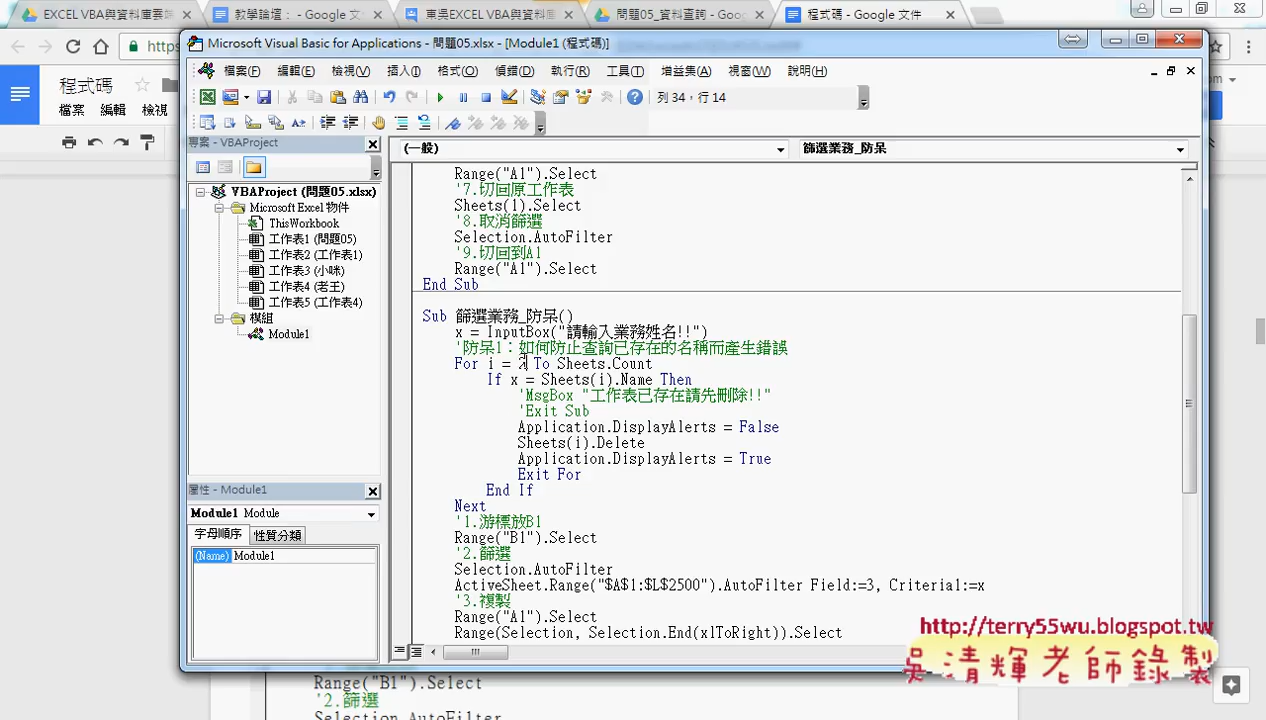 EXCEL VBA與資料庫雲端
教學論壇： - Google 文
東吳EXCEL VBA與資料
問題05_資料查詢 - Goog
程式碼 - Google 文件
https
程式碼
檔案 編輯 檢視
Microsoft Visual Basic for Applications - 問題05.xlsx - [Module1 (程式碼)]
檔案(F) 編輯(E) 檢視(V) 插入(I) 格式(O) 偵錯(D) 執行(R) 工具(T) 增益集(A) 視窗(W) 說明(H)
列 34，行 14
專案 - VBAProject
VBAProject (問題05.xlsx)
Microsoft Excel 物件
ThisWorkbook
工作表1 (問題05)
工作表2 (工作表1)
工作表3 (小咪)
工作表4 (老王)
工作表5 (工作表4)
模組
Module1
屬性 - Module1
Module1 Module
字母順序 性質分類
(Name) Module1
(一般)
篩選業務_防呆
Range("A1").Select
'7.切回原工作表
Sheets(1).Select
'8.取消篩選
Selection.AutoFilter
'9.切回到A1
Range("A1").Select
End Sub
Sub 篩選業務_防呆()
x = InputBox("請輸入業務姓名!!")
'防呆1：如何防止查詢已存在的名稱而產生錯誤
For i = 2 To Sheets.Count
If x = Sheets(i).Name Then
'MsgBox "工作表已存在請先刪除!!"
'Exit Sub
Application.DisplayAlerts = False
Sheets(i).Delete
Application.DisplayAlerts = True
Exit For
End If
Next
'1.游標放B1
Range("B1").Select
'2.篩選
Selection.AutoFilter
ActiveSheet.Range("$A$1:$L$2500").AutoFilter Field:=3, Criteria1:=x
'3.複製
Range("A1").Select
Range(Selection, Selection.End(xlToRight)).Select
http://terry55wu.blogspot.tw
吳清輝老師錄製
Range("B1").Select
'2.篩選
Selection.AutoFilter